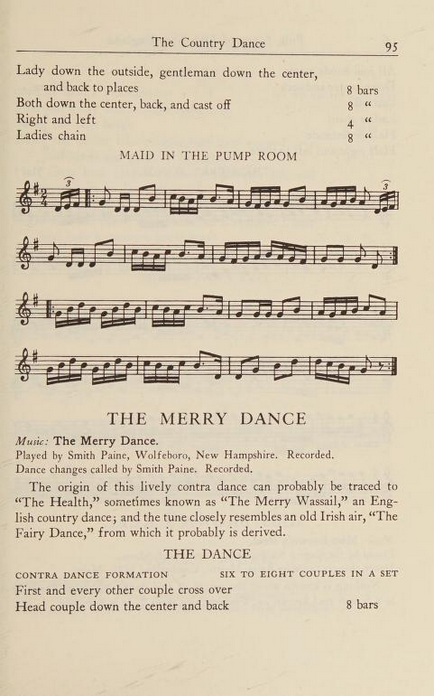 The Country Dance 95
Lady down the outside, gentleman down the center,
and back to places 8 bars
Both down the center, back, and cast off 8 “
Right and left 4 “
Ladies chain 8 “
MAID IN THE PUMP ROOM
THE MERRY DANCE
Music: The Merry Dance.
Played by Smith Paine, Wolfeboro, New Hampshire. Recorded.
Dance changes called by Smith Paine. Recorded.
The origin of this lively contra dance can probably be traced to
“The Health,” sometimes known as “The Merry Wassail,” an Eng-
lish country dance; and the tune closely resembles an old Irish air, “The
Fairy Dance,” from which it probably is derived.
THE DANCE
CONTRA DANCE FORMATION SIX TO EIGHT COUPLES IN A SET
First and every other couple cross over
Head couple down the center and back 8 bars